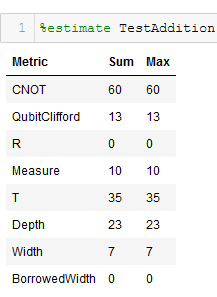 1 %estimate TestAddition
Metric Sum Max
CNOT 60 60
QubitClifford 13 13
R 0 0
Measure 10 10
T 35 35
Depth 23 23
Width 7 7
BorrowedWidth 0 0